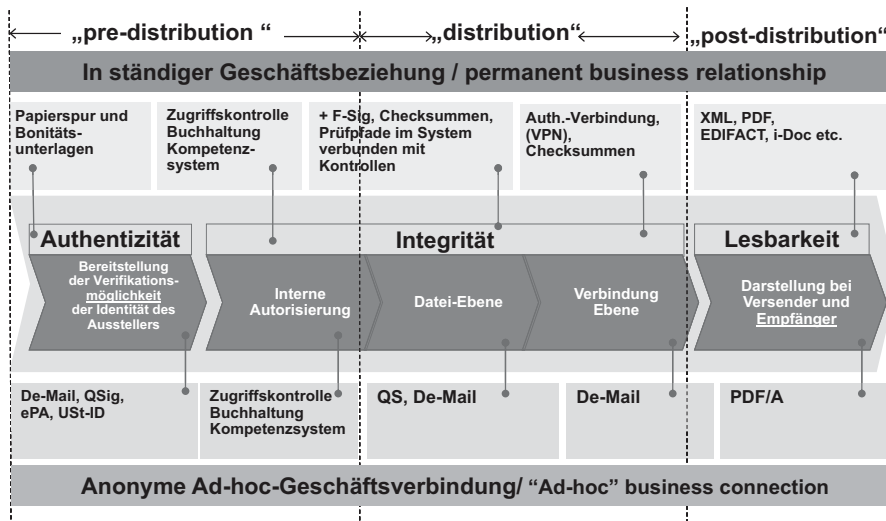 „pre-distribution “ „distribution“ „post-distribution“
In ständiger Geschäftsbeziehung / permanent business relationship
Papierspur und
Bonitäts-
unterlagen
Zugriffskontrolle
Buchhaltung
Kompetenz-
system
+ F-Sig, Checksummen,
Prüfpfade im System
verbunden mit
Kontrollen
Auth.-Verbindung,
(VPN),
Checksummen
XML, PDF,
EDIFACT, i-Doc etc.
Authentizität
Integrität
Lesbarkeit
Bereitstellung
der Verifikations-
möglichkeit
der Identität des
Ausstellers
Interne
Autorisierung
Datei-Ebene
Verbindung
Ebene
Darstellung bei
Versender und
Empfänger
De-Mail, QSig,
ePA, USt-ID
Zugriffskontrolle
Buchhaltung
Kompetenzsystem
QS, De-Mail
De-Mail
PDF/A
Anonyme Ad-hoc-Geschäftsverbindung/ “Ad-hoc” business connection